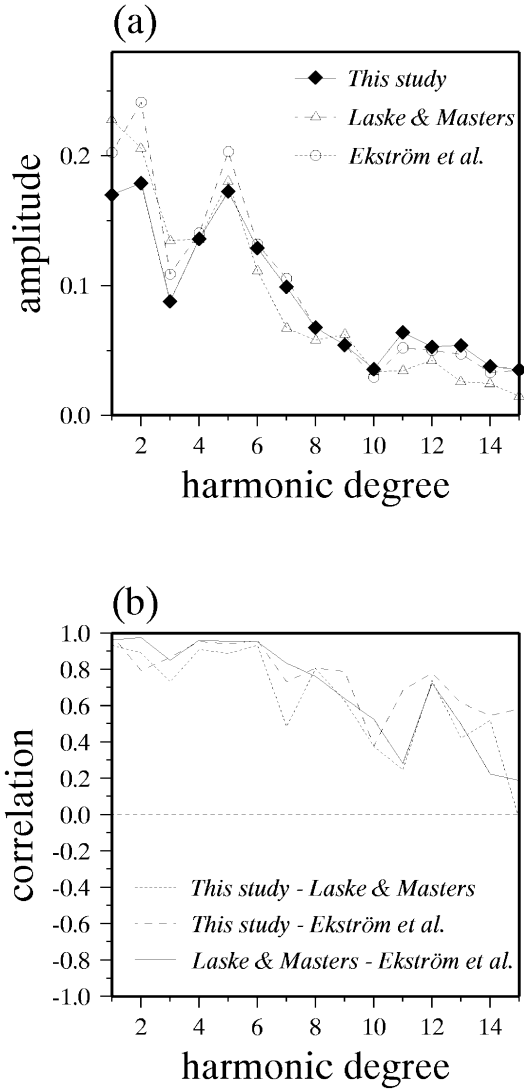 (a)
This study
Laske & Masters
Ekström et al.
0.2
0.1
0.0
amplitude
2 4 6 8 10 12 14
harmonic degree
(b)
1.0
0.8
0.6
0.4
0.2
0.0
-0.2
-0.4
-0.6
-0.8
-1.0
correlation
This study - Laske & Masters
This study - Ekström et al.
Laske & Masters - Ekström et al.
2 4 6 8 10 12 14
harmonic degree